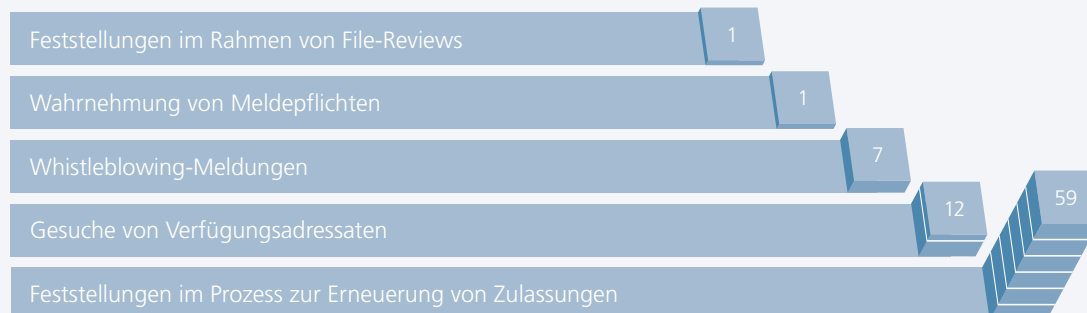 Feststellungen im Rahmen von File-Reviews 1
Wahrnehmung von Meldepflichten 1
Whistleblowing-Meldungen 7
Gesuche von Verfügungsadressaten 12
59
Feststellungen im Prozess zur Erneuerung von Zulassungen